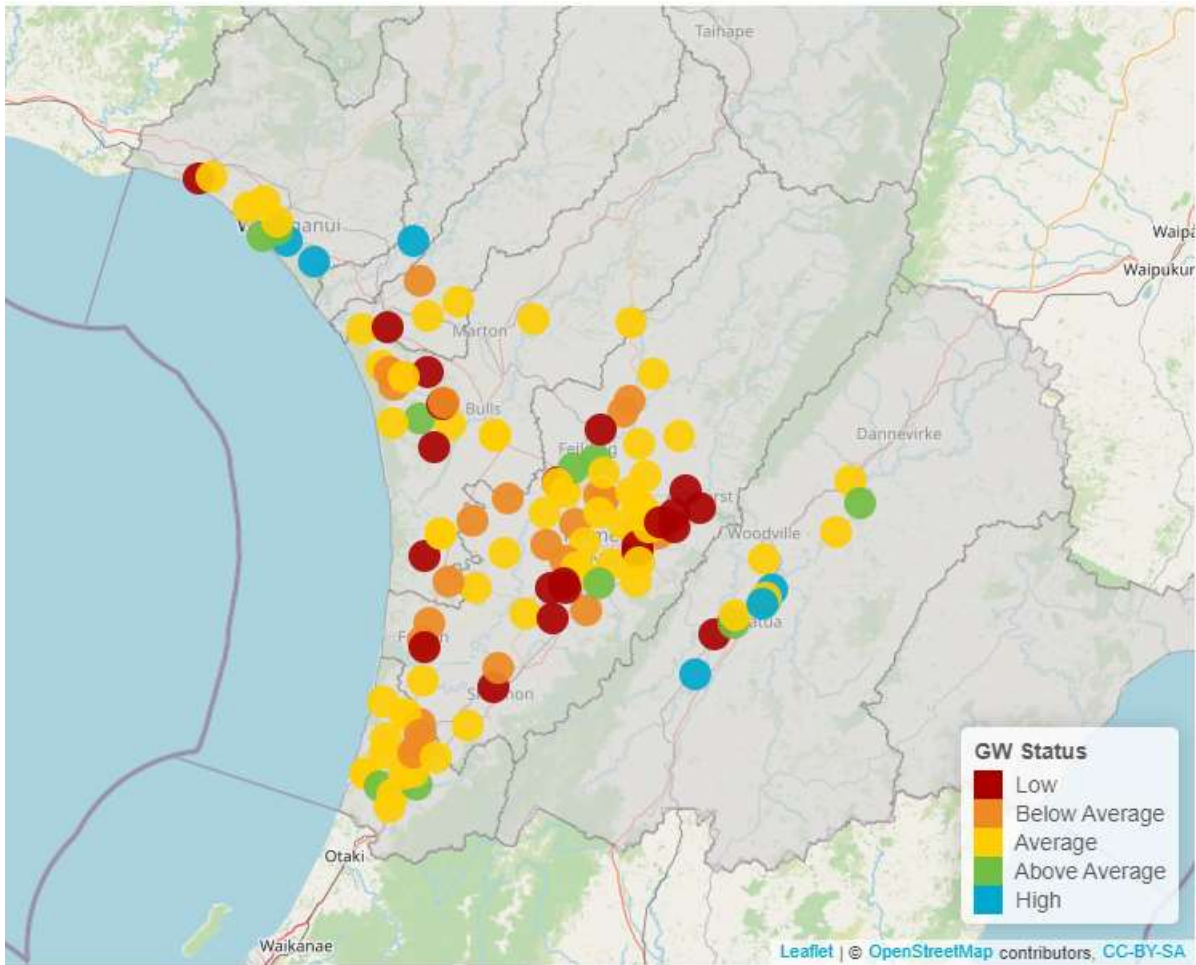 Taihape
Waipukur
Marton
Bulls
Dannevirke
Woodville
Otaki
Waikanae
GW Status
Low
Below Average
Average
Above Average
High
Leaflet | © OpenStreetMap contributors, CC-BY-SA